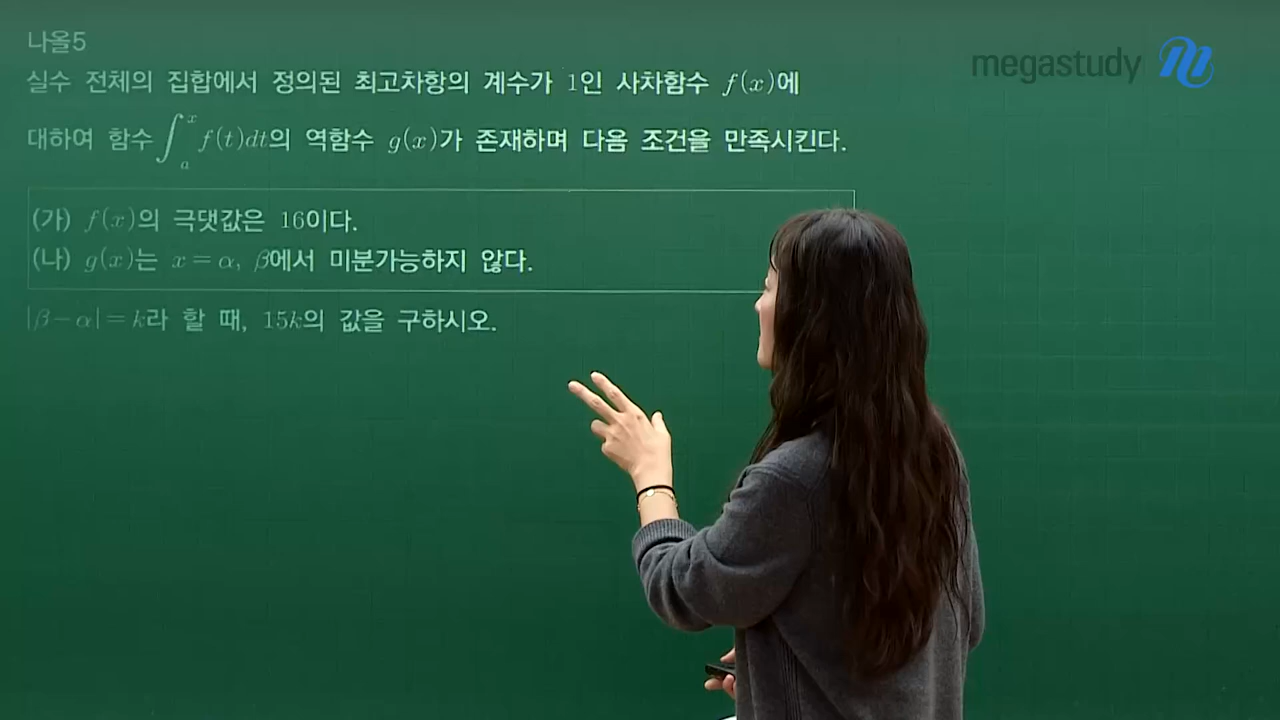 나올5
megastudy
실수 전체의 집합에서 정의된 최고차항의 계수가 1인 사차함수 f(x)에
대하여 함수 ∫ₐˣ f(t)dt의 역함수 g(x)가 존재하며 다음 조건을 만족시킨다.
(가) f(x)의 극댓값은 16이다.
(나) g(x)는 x = α, β에서 미분가능하지 않다.
|β − α| = k라 할 때, 15k의 값을 구하시오.